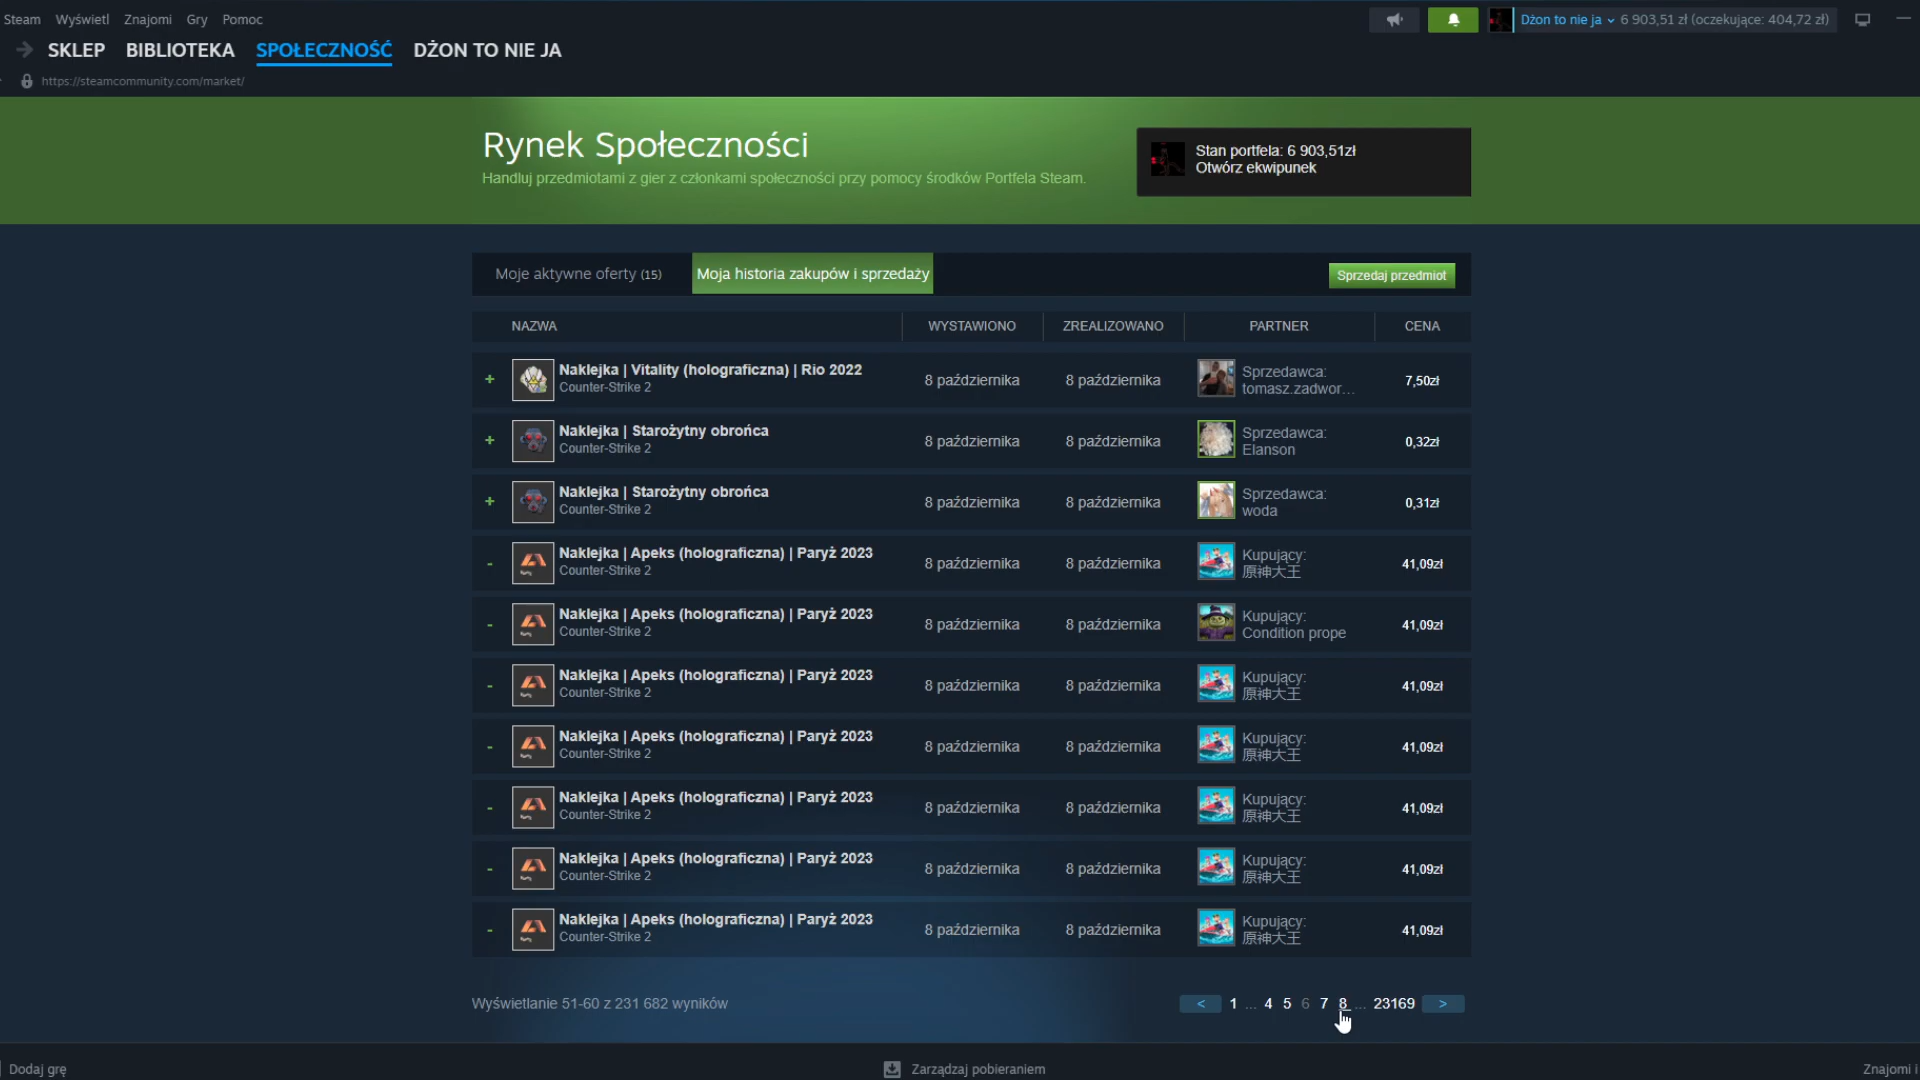 Steam Wyświetl Znajomi Gry Pomoc
Dżon to nie ja 6 903,51 zł (oczekujące: 404,72 zł)
SKLEP BIBLIOTEKA SPOŁECZNOŚĆ DŻON TO NIE JA
https://steamcommunity.com/market/
Rynek Społeczności
Handluj przedmiotami z gier z członkami społeczności przy pomocy środków Portfela Steam.
Stan portfela: 6 903,51zł
Otwórz ekwipunek
Moje aktywne oferty (15) Moja historia zakupów i sprzedaży Sprzedaj przedmiot
NAZWA WYSTAWIONO ZREALIZOWANO PARTNER CENA
+ Naklejka | Vitality (holograficzna) | Rio 2022 8 października 8 października Sprzedawca: 7,50zł
Counter-Strike 2 tomasz.zadwor…
+ Naklejka | Starożytny obrońca 8 października 8 października Sprzedawca: 0,32zł
Counter-Strike 2 Elanson
+ Naklejka | Starożytny obrońca 8 października 8 października Sprzedawca: 0,31zł
Counter-Strike 2 woda
- Naklejka | Apeks (holograficzna) | Paryż 2023 8 października 8 października Kupujący: 41,09zł
Counter-Strike 2 原神大王
- Naklejka | Apeks (holograficzna) | Paryż 2023 8 października 8 października Kupujący: 41,09zł
Counter-Strike 2 Condition prope
- Naklejka | Apeks (holograficzna) | Paryż 2023 8 października 8 października Kupujący: 41,09zł
Counter-Strike 2 原神大王
- Naklejka | Apeks (holograficzna) | Paryż 2023 8 października 8 października Kupujący: 41,09zł
Counter-Strike 2 原神大王
- Naklejka | Apeks (holograficzna) | Paryż 2023 8 października 8 października Kupujący: 41,09zł
Counter-Strike 2 原神大王
- Naklejka | Apeks (holograficzna) | Paryż 2023 8 października 8 października Kupujący: 41,09zł
Counter-Strike 2 原神大王
- Naklejka | Apeks (holograficzna) | Paryż 2023 8 października 8 października Kupujący: 41,09zł
Counter-Strike 2 原神大王
Wyświetlanie 51-60 z 231 682 wyników < 1 ... 4 5 6 7 8 ... 23169 >
Dodaj grę Zarządzaj pobieraniem Znajomi i